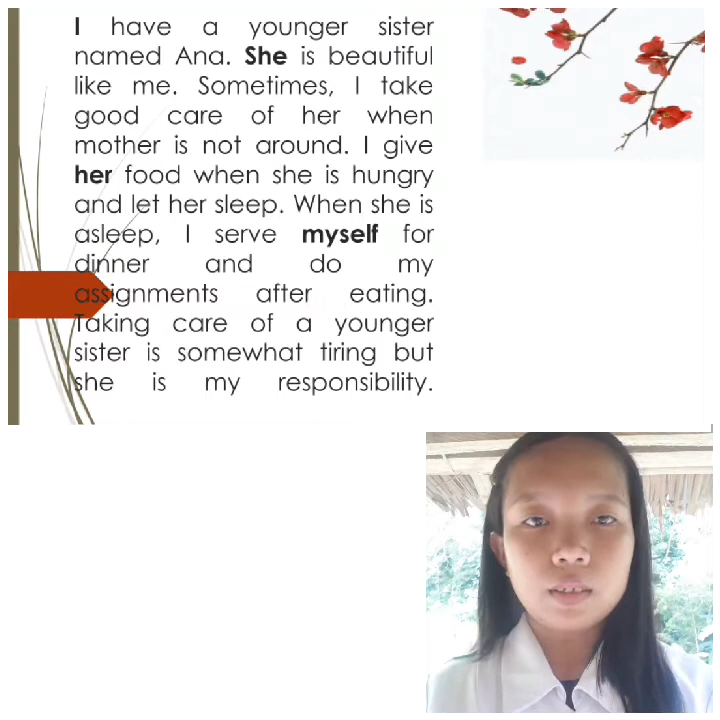 I have a younger sister
named Ana. She is beautiful
like me. Sometimes, I take
good care of her when
mother is not around. I give
her food when she is hungry
and let her sleep. When she is
asleep, I serve myself for
dinner and do my
assignments after eating.
Taking care of a younger
sister is somewhat tiring but
she is my responsibility.